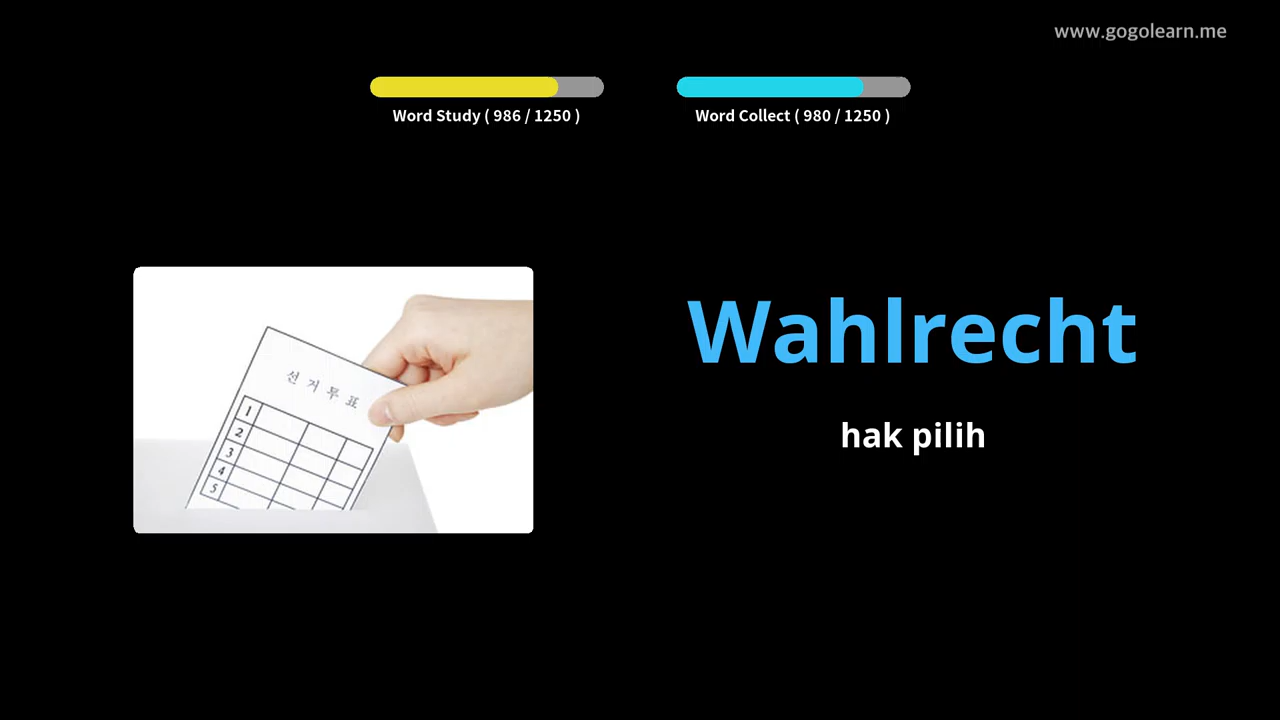 www.gogolearn.me
Word Study ( 986 / 1250 )
Word Collect ( 980 / 1250 )
Wahlrecht
hak pilih
선거투표
1
2
3
4
5